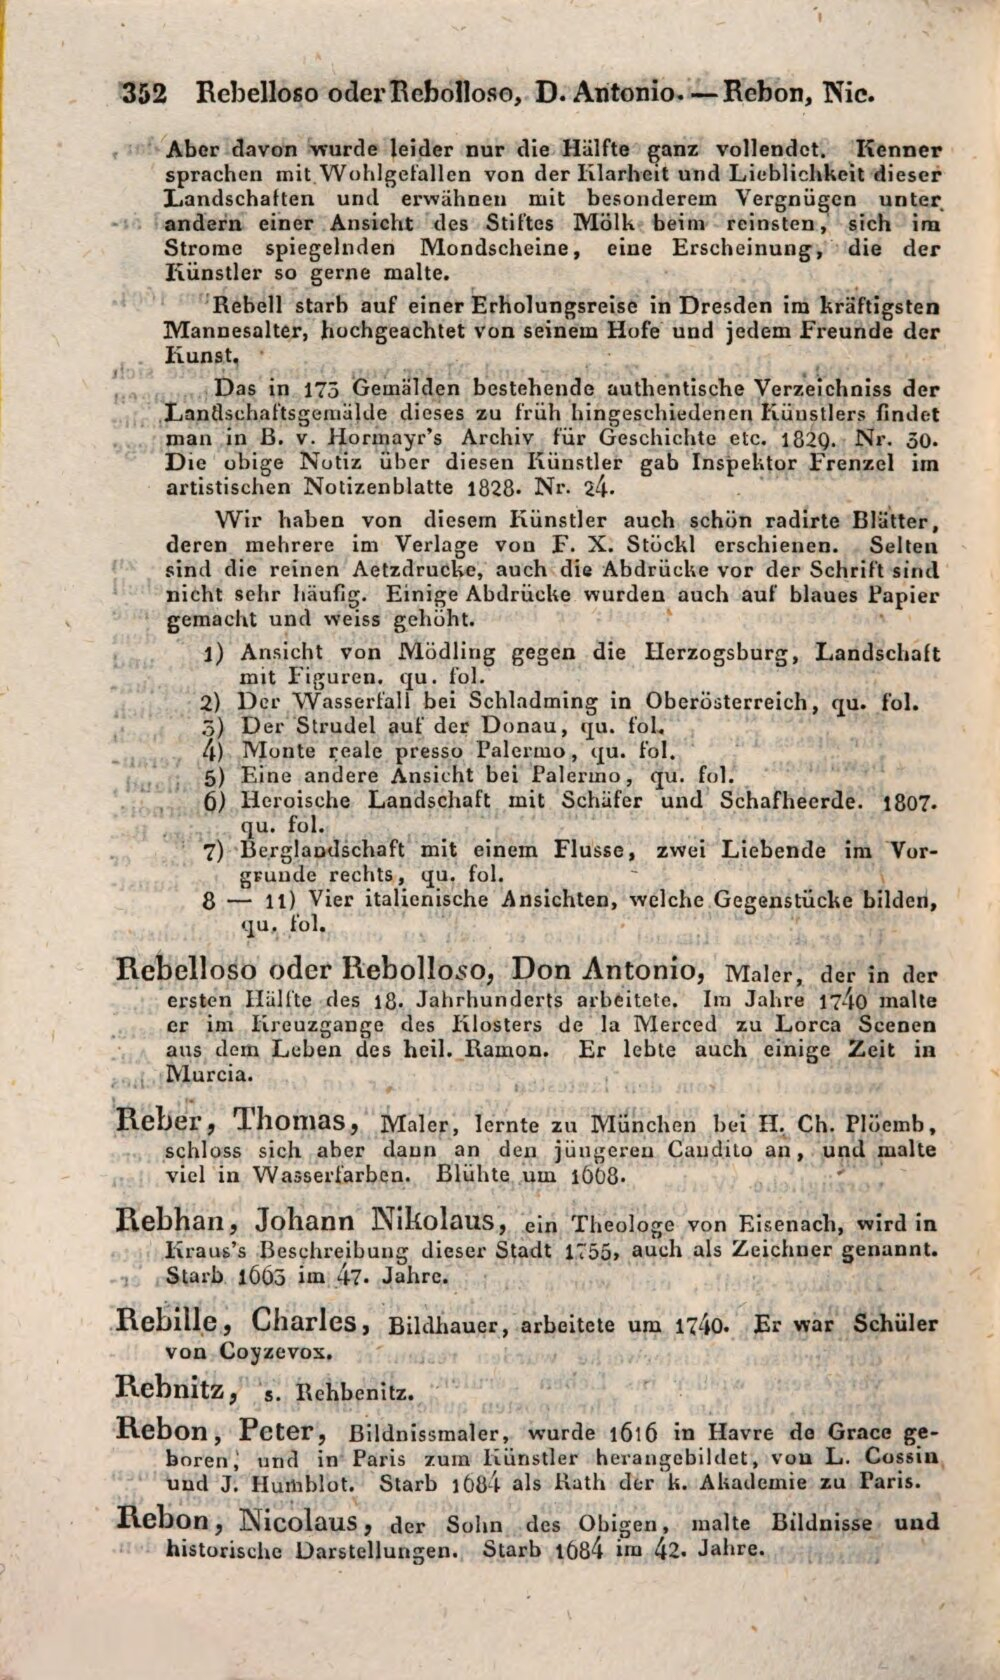 352 Rebelloso oder Rebolloso, D. Antonio. — Rebon, Nic.
Aber davon wurde leider nur die Hälfte ganz vollendet. Kenner
sprachen mit Wohlgefallen von der Klarheit und Lieblichkeit dieser
Landschaften und erwähnen mit besonderem Vergnügen unter
andern einer Ansicht des Stiftes Mölk beim reinsten, sich im
Strome spiegelnden Mondscheine, eine Erscheinung, die der
Künstler so gerne malte.
Rebell starb auf einer Erholungsreise in Dresden im kräftigsten
Mannesalter, hochgeachtet von seinem Hofe und jedem Freunde der
Kunst.
Das in 173 Gemälden bestehende authentische Verzeichniss der
Landschaftsgemälde dieses zu früh hingeschiedenen Künstlers findet
man in B. v. Hormayr's Archiv für Geschichte etc. 1829. Nr. 30.
Die obige Notiz über diesen Künstler gab Inspektor Frenzel im
artistischen Notizenblatte 1828. Nr. 24.
Wir haben von diesem Künstler auch schön radirte Blätter,
deren mehrere im Verlage von F. X. Stöckl erschienen. Selten
sind die reinen Aetzdrucke, auch die Abdrücke vor der Schrift sind
nicht sehr häufig. Einige Abdrücke wurden auch auf blaues Papier
gemacht und weiss gehöht.
1) Ansicht von Mödling gegen die Herzogsburg, Landschaft
mit Figuren. qu. fol.
2) Der Wasserfall bei Schladming in Oberösterreich, qu. fol.
3) Der Strudel auf der Donau, qu. fol.
4) Monte reale presso Palermo, qu. fol.
5) Eine andere Ansicht bei Palermo, qu. fol.
6) Heroische Landschaft mit Schäfer und Schafheerde. 1807.
qu. fol.
7) Berglandschaft mit einem Flusse, zwei Liebende im Vor-
grunde rechts, qu. fol.
8 — 11) Vier italienische Ansichten, welche Gegenstücke bilden,
qu. fol.
Rebelloso oder Rebolloso, Don Antonio, Maler, der in der
ersten Hälfte des 18. Jahrhunderts arbeitete. Im Jahre 1740 malte
er im Kreuzgange des Klosters de la Merced zu Lorca Scenen
aus dem Leben des heil. Ramon. Er lebte auch einige Zeit in
Murcia.
Reber, Thomas, Maler, lernte zu München bei H. Ch. Plöemb,
schloss sich aber dann an den jüngeren Candito an, und malte
viel in Wasserfarben. Blühte um 1608.
Rebhan, Johann Nikolaus, ein Theologe von Eisenach, wird in
Kraus's Beschreibung dieser Stadt 1755, auch als Zeichner genannt.
Starb 1663 im 47. Jahre.
Rebille, Charles, Bildhauer, arbeitete um 1740. Er war Schüler
von Coyzevox.
Rebnitz, s. Rehbenitz.
Rebon, Peter, Bildnissmaler, wurde 1616 in Havre de Grace ge-
boren, und in Paris zum Künstler herangebildet, von L. Cossin
und J. Humblot. Starb 1684 als Rath der k. Akademie zu Paris.
Rebon, Nicolaus, der Sohn des Obigen, malte Bildnisse und
historische Darstellungen. Starb 1684 im 42. Jahre.